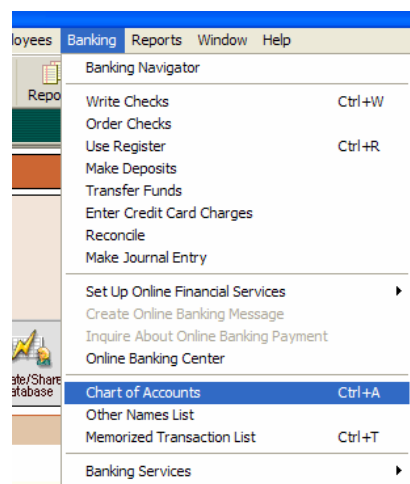 loyees Banking Reports Window Help
Banking Navigator
Repo
Write Checks Ctrl+W
Order Checks
Use Register Ctrl+R
Make Deposits
Transfer Funds
Enter Credit Card Charges
Reconcile
Make Journal Entry
Set Up Online Financial Services
Create Online Banking Message
Inquire About Online Banking Payment
Online Banking Center
ate/Share
atabase
Chart of Accounts Ctrl+A
Other Names List
Memorized Transaction List Ctrl+T
Banking Services